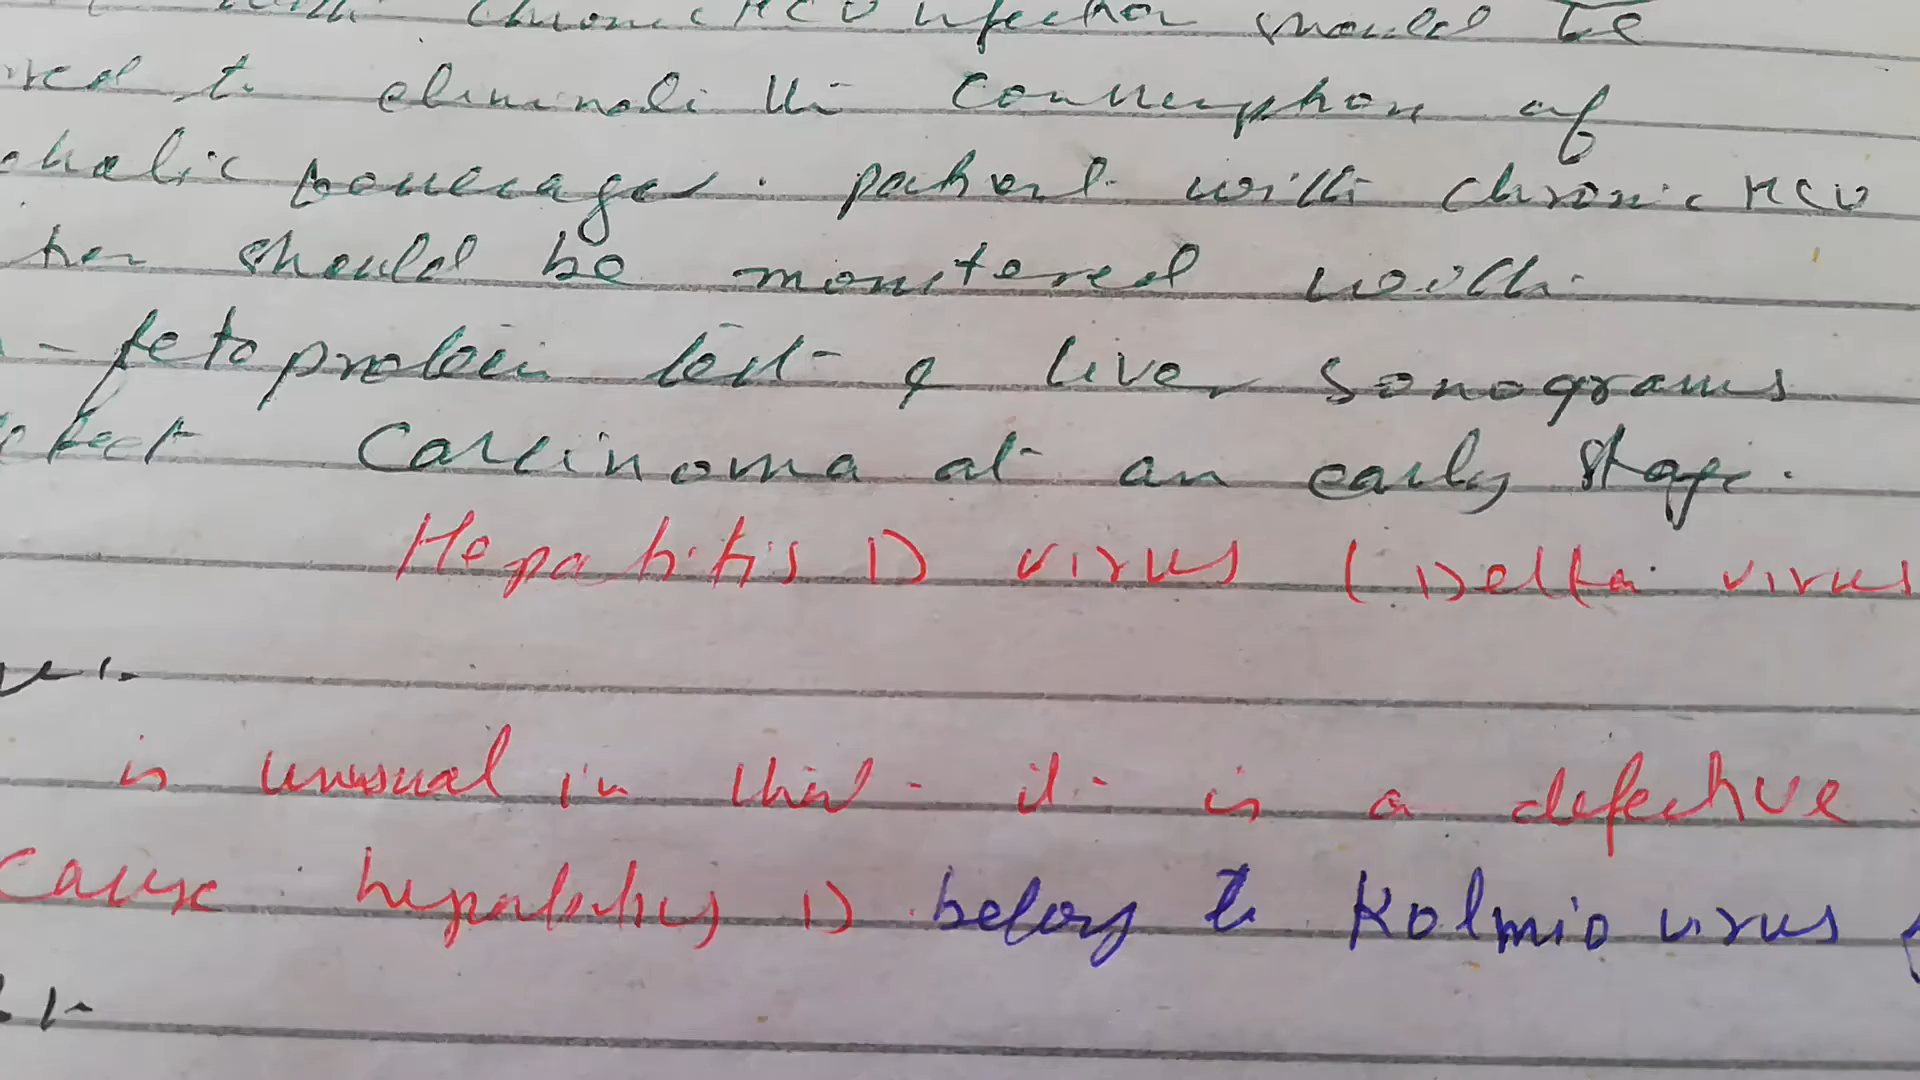 with chronic HCV infection should be
to eliminate the consumption of
beverages. patient with chronic HCV
should be monitored with
- fetoprotein test & liver sonograms
Carcinoma at an early stage.
Hepatitis D virus (Delta virus
is unusual in that it is a defective
cause hepatitis D belong to Kolmio virus